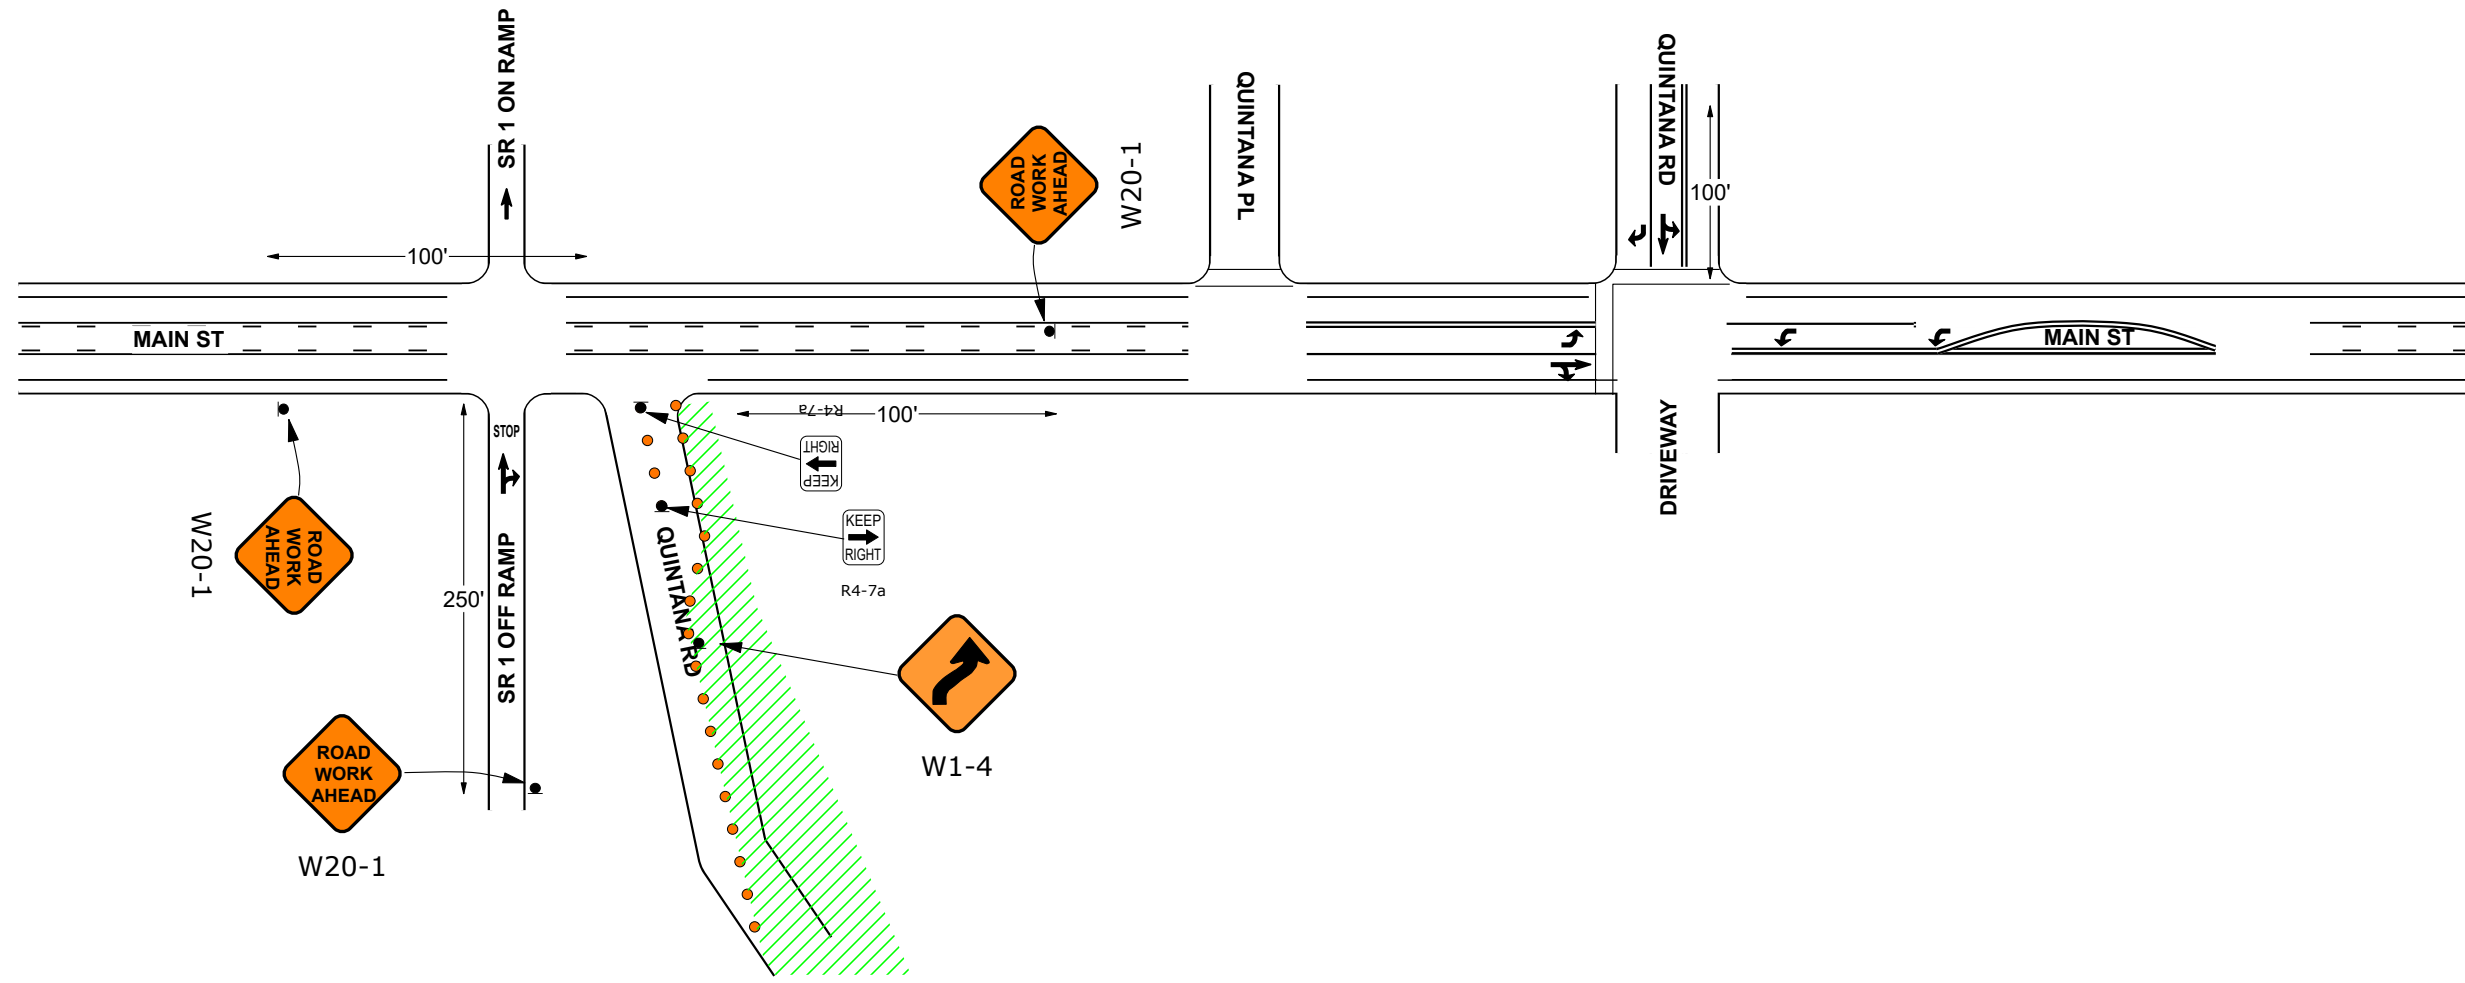 SR 1 ON RAMP
QUINTANA PL
QUINTANA RD
ROAD
WORK
AHEAD
W20-1
100'
100'
MAIN ST
MAIN ST
STOP
R4-7a
100'
KEEP
RIGHT
DRIVEWAY
ROAD
WORK
AHEAD
W20-1
SR 1 OFF RAMP
250'
QUINTANA RD
KEEP
RIGHT
R4-7a
W1-4
ROAD
WORK
AHEAD
W20-1